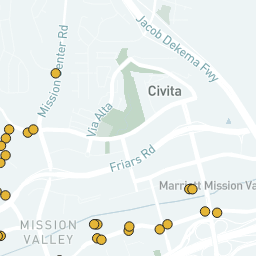 Jacob Dekema Fwy
Mission Center Rd
Civita
Via Alta
Friars Rd
Marriott Mission Va
MISSION
VALLEY